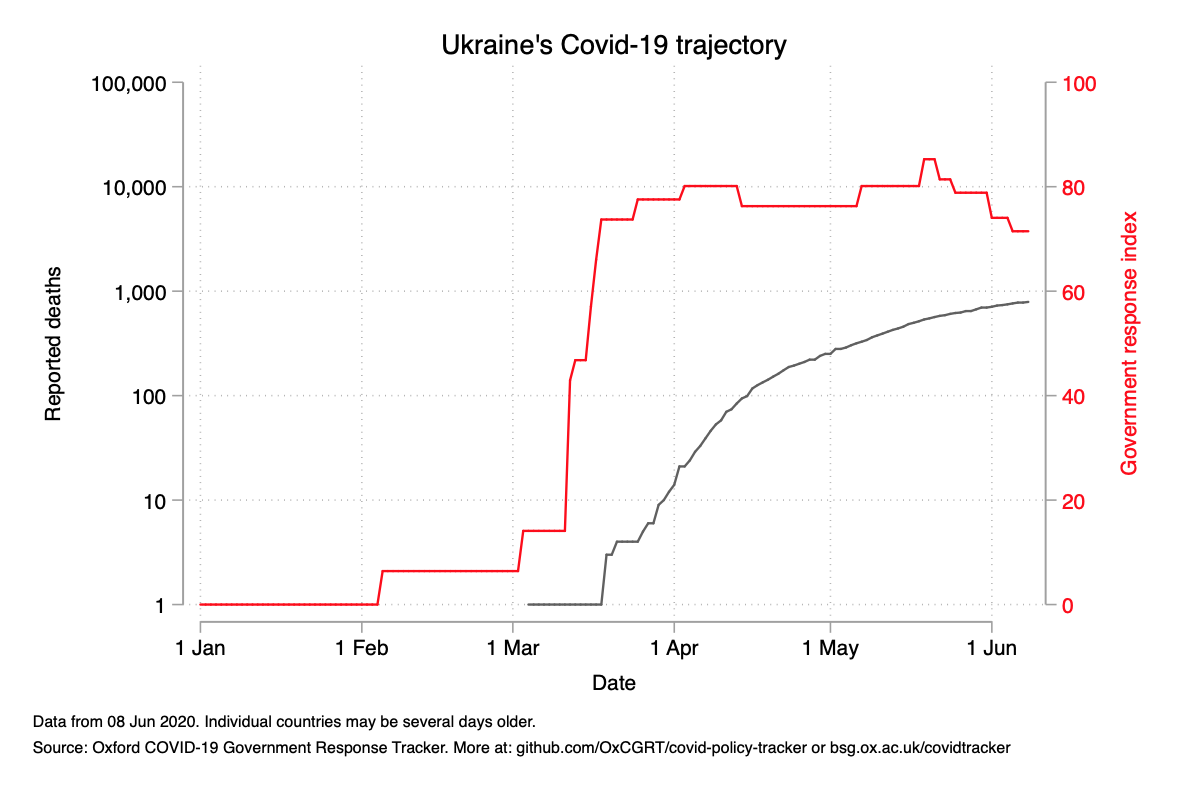 Ukraine's Covid-19 trajectory
100,000
10,000
1,000
100
10
1
Reported deaths
100
80
60
40
20
0
Government response index
1 Jan 1 Feb 1 Mar 1 Apr 1 May 1 Jun
Date
Data from 08 Jun 2020. Individual countries may be several days older.
Source: Oxford COVID-19 Government Response Tracker. More at: github.com/OxCGRT/covid-policy-tracker or bsg.ox.ac.uk/covidtracker